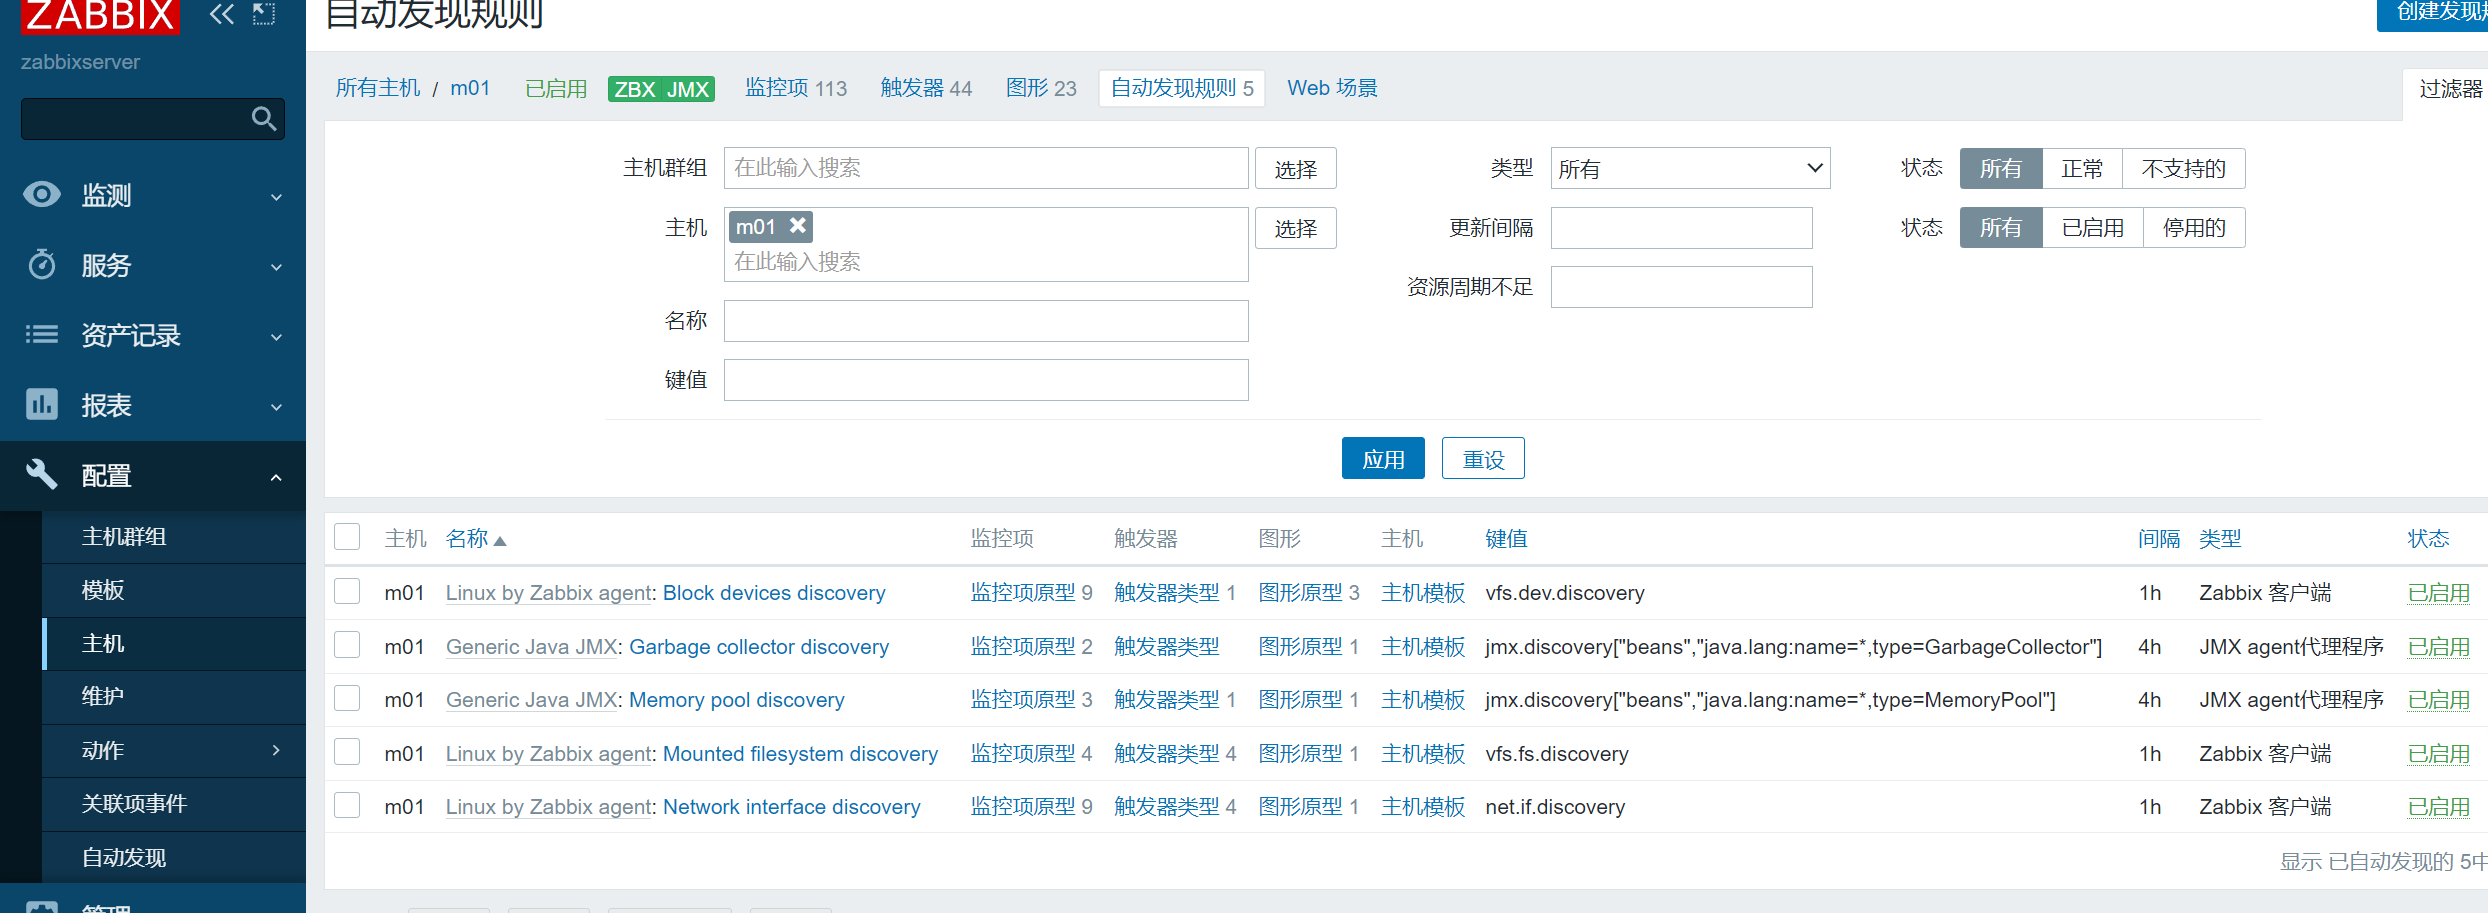 ZABBIX
zabbixserver
监测
服务
资产记录
报表
配置
主机群组
模板
主机
维护
动作
关联项事件
自动发现
管理
自动发现规则
所有主机 / m01 已启用 ZBX JMX 监控项 113 触发器 44 图形 23 自动发现规则 5 Web 场景
过滤器
主机群组 在此输入搜索 选择 类型 所有 状态 所有 正常 不支持的
主机 m01 选择 更新间隔 状态 所有 已启用 停用的
在此输入搜索
资源周期不足
名称
键值
应用 重设
主机 名称 监控项 触发器 图形 主机 键值 间隔 类型 状态
m01 Linux by Zabbix agent: Block devices discovery 监控项原型 9 触发器类型 1 图形原型 3 主机模板 vfs.dev.discovery 1h Zabbix 客户端 已启用
m01 Generic Java JMX: Garbage collector discovery 监控项原型 2 触发器类型 图形原型 1 主机模板 jmx.discovery["beans","java.lang:name=*,type=GarbageCollector"] 4h JMX agent代理程序 已启用
m01 Generic Java JMX: Memory pool discovery 监控项原型 3 触发器类型 1 图形原型 1 主机模板 jmx.discovery["beans","java.lang:name=*,type=MemoryPool"] 4h JMX agent代理程序 已启用
m01 Linux by Zabbix agent: Mounted filesystem discovery 监控项原型 4 触发器类型 4 图形原型 1 主机模板 vfs.fs.discovery 1h Zabbix 客户端 已启用
m01 Linux by Zabbix agent: Network interface discovery 监控项原型 9 触发器类型 4 图形原型 1 主机模板 net.if.discovery 1h Zabbix 客户端 已启用
显示 已自动发现的 5中